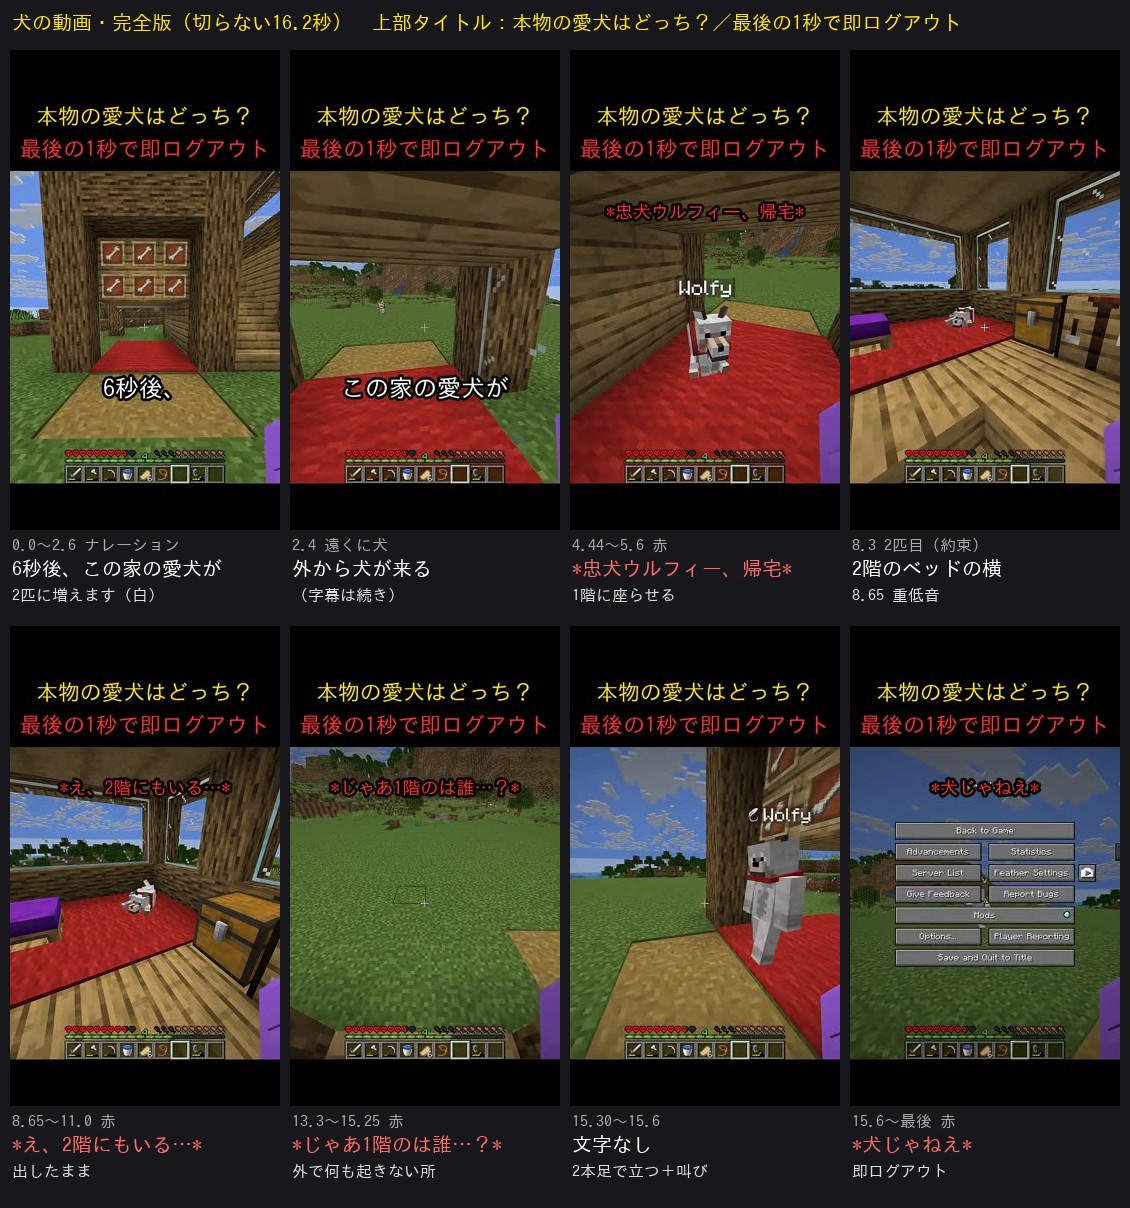 犬の動画・完全版（切らない16.2秒）　上部タイトル：本物の愛犬はどっち？／最後の1秒で即ログアウト
本物の愛犬はどっち？
最後の1秒で即ログアウト
6秒後、
0.0〜2.6 ナレーション
6秒後、この家の愛犬が
2匹に増えます（白）
本物の愛犬はどっち？
最後の1秒で即ログアウト
この家の愛犬が
2.4 遠くに犬
外から犬が来る
（字幕は続き）
本物の愛犬はどっち？
最後の1秒で即ログアウト
*忠犬ウルフィー、帰宅*
Wolfy
4.44〜5.6 赤
*忠犬ウルフィー、帰宅*
1階に座らせる
本物の愛犬はどっち？
最後の1秒で即ログアウト
8.3 2匹目（約束）
2階のベッドの横
8.65 重低音
本物の愛犬はどっち？
最後の1秒で即ログアウト
*え、2階にもいる…*
8.65〜11.0 赤
*え、2階にもいる…*
出したまま
本物の愛犬はどっち？
最後の1秒で即ログアウト
*じゃあ1階のは誰…？*
13.3〜15.25 赤
*じゃあ1階のは誰…？*
外で何も起きない所
本物の愛犬はどっち？
最後の1秒で即ログアウト
Wolfy
15.30〜15.6
文字なし
2本足で立つ＋叫び
本物の愛犬はどっち？
最後の1秒で即ログアウト
*犬じゃねえ*
Back to Game
Advancements
Statistics
Server List
Feather Settings
Give Feedback
Report Bugs
Mods
Options...
Player Reporting
Save and Quit to Title
15.6〜最後 赤
*犬じゃねえ*
即ログアウト